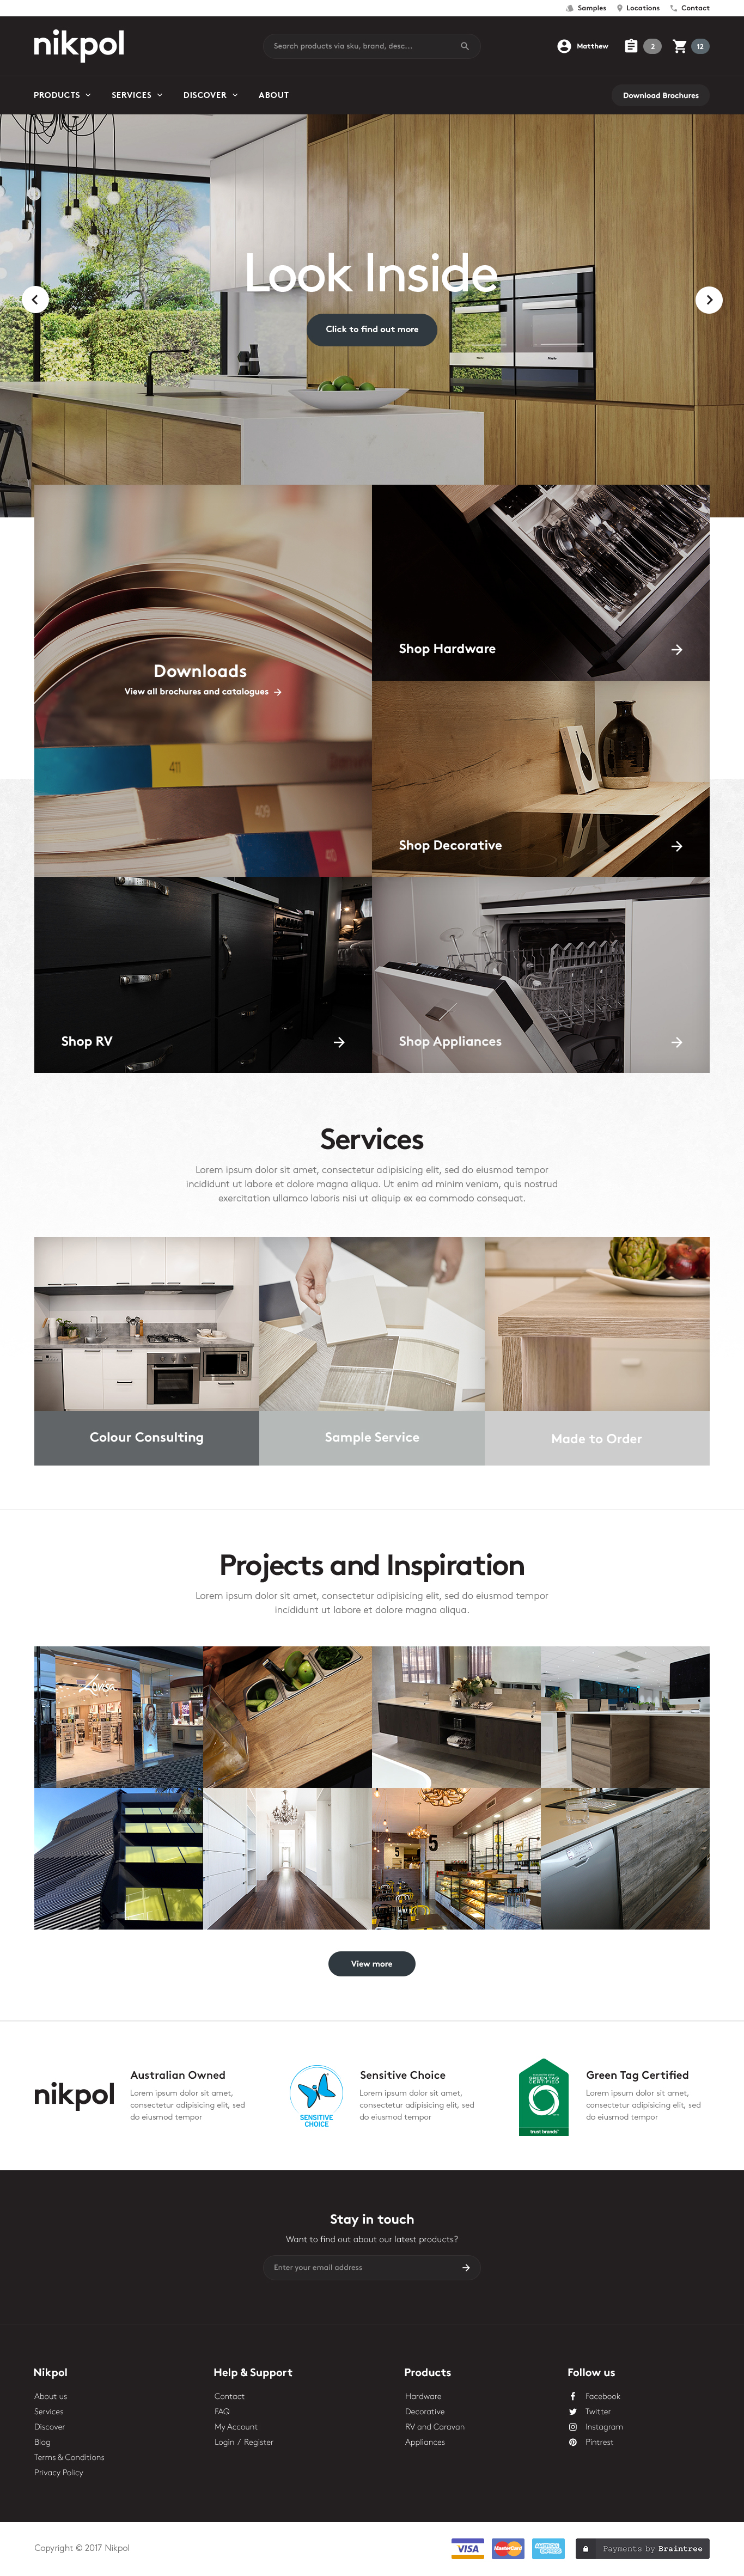 Samples Locations Contact
nikpol
Search products via sku, brand, desc...
Matthew 2 12
PRODUCTS SERVICES DISCOVER ABOUT
Download Brochures
Look Inside
Click to find out more
Downloads
View all brochures and catalogues
411
409
Shop Hardware
Shop Decorative
Shop RV
Shop Appliances
Services
Lorem ipsum dolor sit amet, consectetur adipisicing elit, sed do eiusmod tempor
incididunt ut labore et dolore magna aliqua. Ut enim ad minim veniam, quis nostrud
exercitation ullamco laboris nisi ut aliquip ex ea commodo consequat.
Colour Consulting
Sample Service
Made to Order
Projects and Inspiration
Lorem ipsum dolor sit amet, consectetur adipisicing elit, sed do eiusmod tempor
incididunt ut labore et dolore magna aliqua.
Lovisa
5
5
View more
nikpol
Australian Owned
Lorem ipsum dolor sit amet,
consectetur adipisicing elit, sed
do eiusmod tempor
SENSITIVE
CHOICE
Sensitive Choice
Lorem ipsum dolor sit amet,
consectetur adipisicing elit, sed
do eiusmod tempor
GREEN TAG
CERTIFIED
trust brands
Green Tag Certified
Lorem ipsum dolor sit amet,
consectetur adipisicing elit, sed
do eiusmod tempor
Stay in touch
Want to find out about our latest products?
Enter your email address
Nikpol
About us
Services
Discover
Blog
Terms & Conditions
Privacy Policy
Help & Support
Contact
FAQ
My Account
Login / Register
Products
Hardware
Decorative
RV and Caravan
Appliances
Follow us
Facebook
Twitter
Instagram
Pintrest
Copyright © 2017 Nikpol
VISA
MasterCard
AMERICAN
EXPRESS
Payments by Braintree